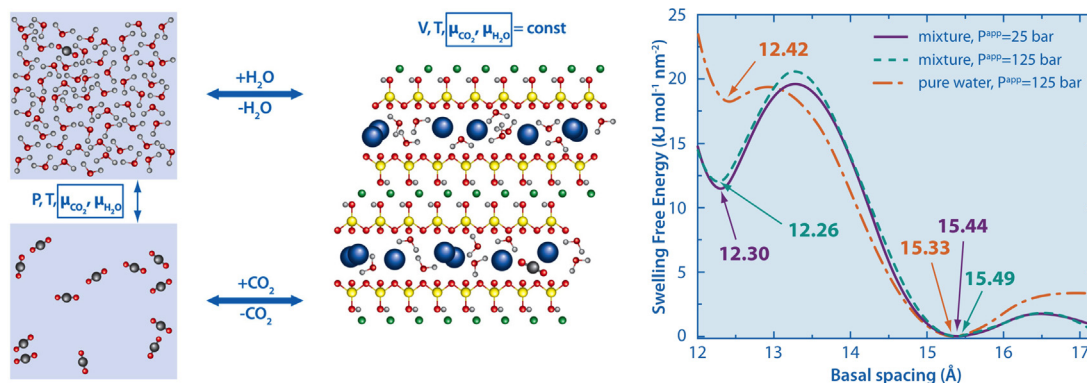 V, T, μCO₂, μH₂O = const
+H₂O
-H₂O
P, T, μCO₂, μH₂O
+CO₂
-CO₂
Swelling Free Energy (kJ mol⁻¹ nm⁻²)
25
20
15
10
5
0
12.42
mixture, Pᵃᵖᵖ=25 bar
mixture, Pᵃᵖᵖ=125 bar
pure water, Pᵃᵖᵖ=125 bar
12.26
12.30
15.44
15.33
15.49
12 13 14 15 16 17
Basal spacing (Å)